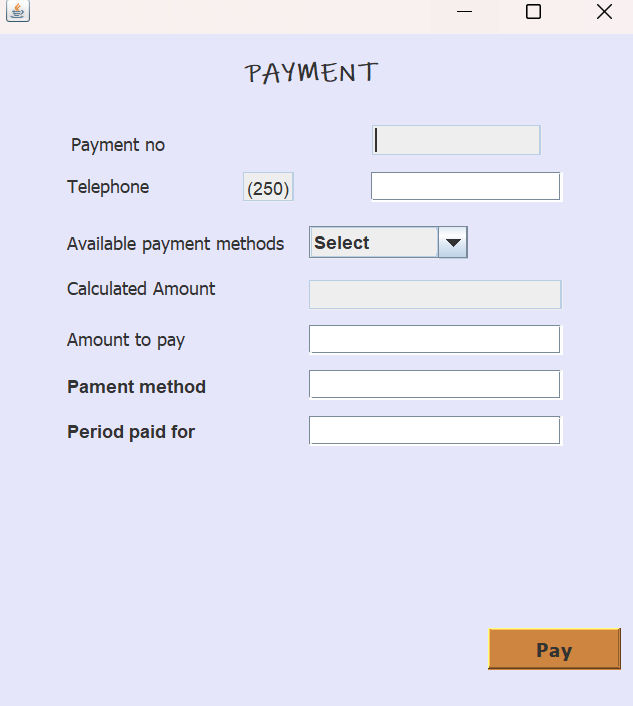 PAYMENT
Payment no
Telephone (250)
Available payment methods Select
Calculated Amount
Amount to pay
Pament method
Period paid for
Pay